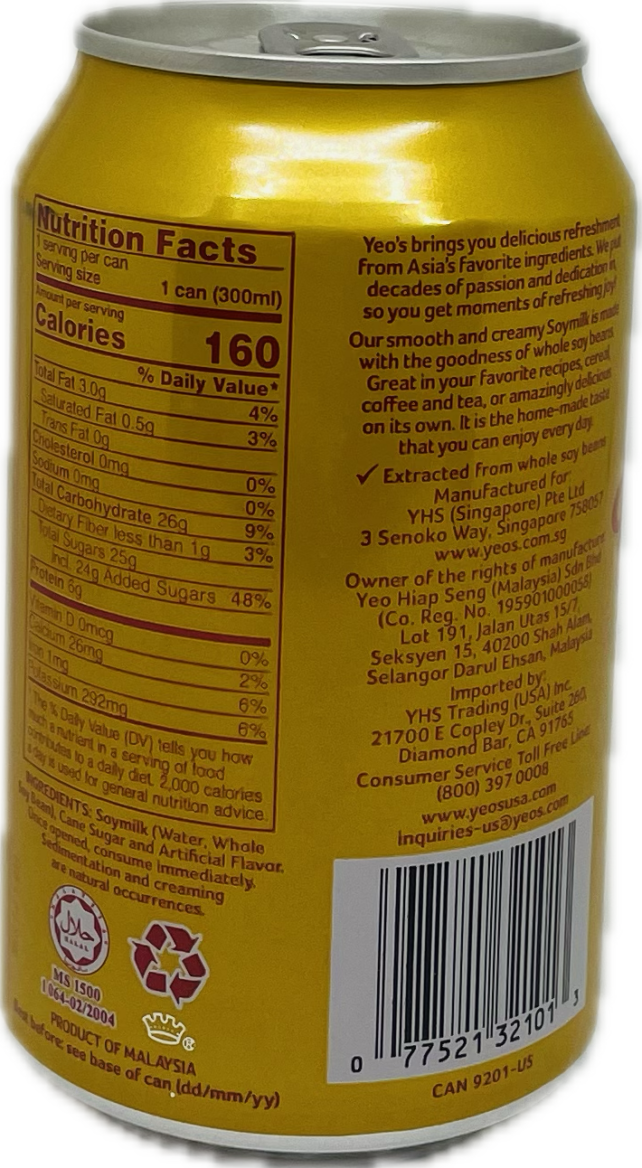 Nutrition Facts
1 serving per can
Serving size 1 can (300ml)
Amount per serving
Calories 160
% Daily Value*
Total Fat 3.0g 4%
Saturated Fat 0.5g 3%
Trans Fat 0g
Cholesterol 0mg 0%
Sodium 0mg 0%
Total Carbohydrate 26g 9%
Dietary Fiber less than 1g 3%
Total Sugars 25g
Incl. 24g Added Sugars 48%
Protein 6g
Vitamin D 0mcg 0%
Calcium 26mg 2%
Iron 1mg 6%
Potassium 292mg 6%
* The % Daily Value (DV) tells you how
much a nutrient in a serving of food
contributes to a daily diet. 2,000 calories
a day is used for general nutrition advice.
INGREDIENTS: Soymilk (Water, Whole
Soy Bean), Cane Sugar and Artificial Flavor.
Once opened, consume immediately.
Sedimentation and creaming
are natural occurrences.
حلال
HALAL
MS 1500
1 064-02/2004
®
PRODUCT OF MALAYSIA
Best before: see base of can (dd/mm/yy)
Yeo's brings you delicious refreshment
from Asia's favorite ingredients. We put
decades of passion and dedication in,
so you get moments of refreshing joy!
Our smooth and creamy Soymilk is made
with the goodness of whole soy beans.
Great in your favorite recipes, cereal,
coffee and tea, or amazingly delicious
on its own. It is the home-made taste
that you can enjoy every day.
✓ Extracted from whole soy beans
Manufactured for:
YHS (Singapore) Pte Ltd
3 Senoko Way, Singapore 758057
www.yeos.com.sg
Owner of the rights of manufacture
Yeo Hiap Seng (Malaysia) Sdn Bhd
(Co. Reg. No. 195901000058)
Lot 191, Jalan Utas 15/7,
Seksyen 15, 40200 Shah Alam,
Selangor Darul Ehsan, Malaysia
Imported by:
YHS Trading (USA) Inc.
21700 E Copley Dr., Suite 260,
Diamond Bar, CA 91765
Consumer Service Toll Free Line:
(800) 397 0008
www.yeosusa.com
inquiries-us@yeos.com
0 77521 32101 3
CAN 9201-US